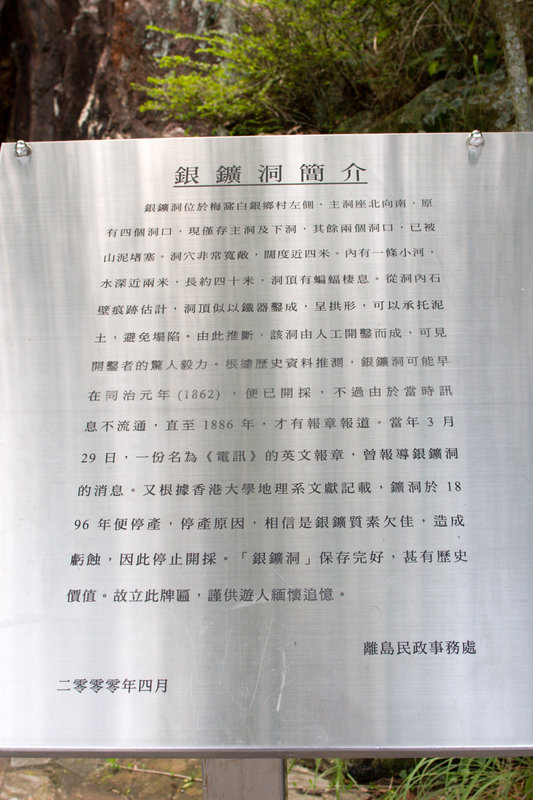 銀鑛洞簡介
銀鑛洞位於梅窩白銀鄉村左側，主洞座北向南，原
有四個洞口，現僅存主洞及下洞，其餘兩個洞口，已被
山泥堵塞。洞穴非常寬敞，闊度近四米。內有一條小河，
水深近兩米，長約四十米，洞頂有蝙蝠棲息。從洞內石
壁痕跡估計，洞頂似以鐵器鑿成，呈拱形，可以承托泥
土，避免塌陷。由此推斷，該洞由人工開鑿而成，可見
開鑿者的驚人毅力。根據歷史資料推測，銀鑛洞可能早
在同治元年 (1862) ，便已開採，不過由於當時訊
息不流通，直至 1886 年，才有報章報道。當年 3 月
29 日，一份名為《電訊》的英文報章，曾報導銀鑛洞
的消息。又根據香港大學地理系文獻記載，鑛洞於 18
96 年便停產，停產原因，相信是銀鑛質素欠佳，造成
虧蝕，因此停止開採。「銀鑛洞」保存完好，甚有歷史
價值。故立此牌匾，謹供遊人緬懷追憶。
離島民政事務處
二零零零年四月